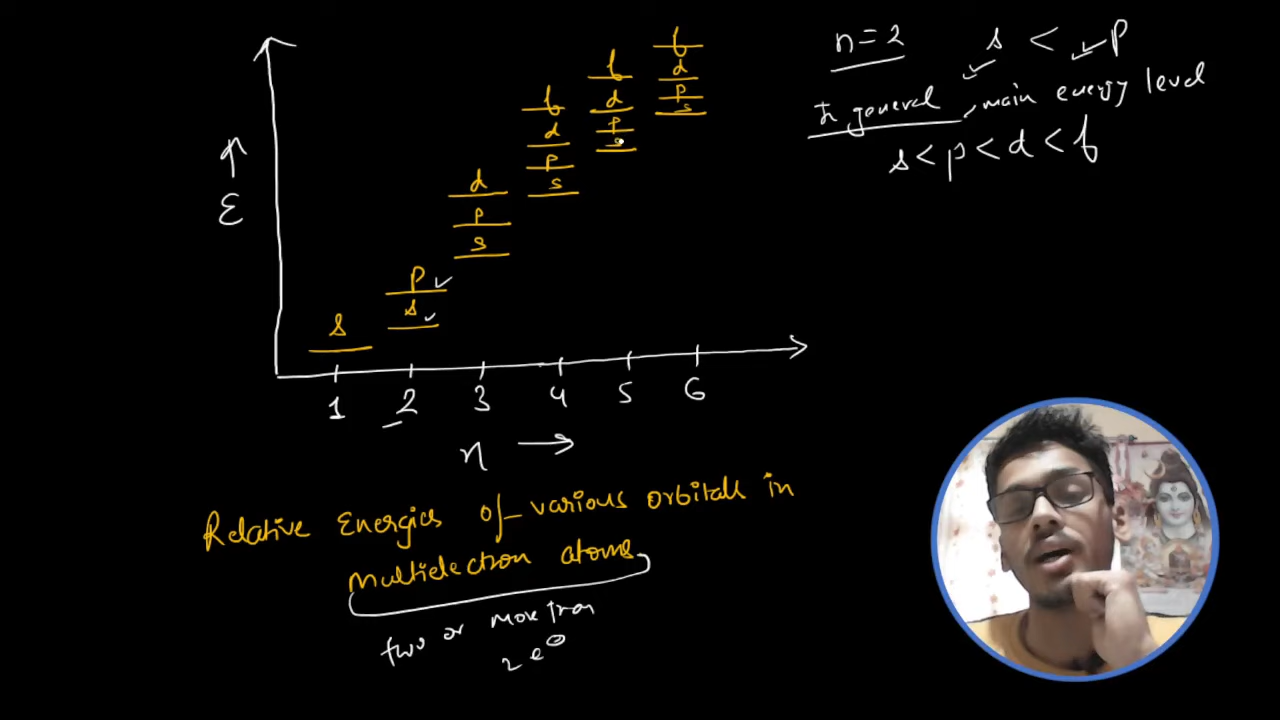 n=2 s < p
In general, main energy level
s < p < d < f
f
d
p
s
f
d
p
s
f
d
p
s
d
p
s
p
s
s
ε
1 2 3 4 5 6
n
Relative Energies of various orbitals in
Multielectron atoms
two or more than
2 e⊖